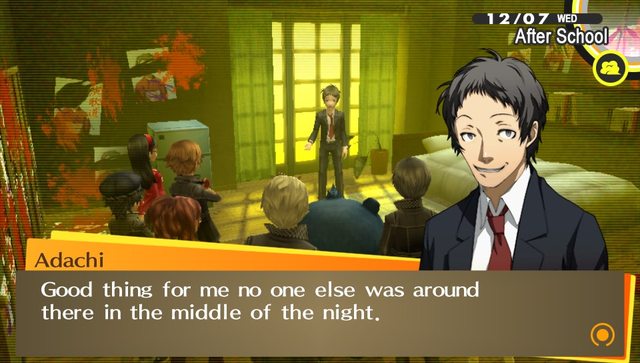 12/07 WED
After School
Adachi
Good thing for me no one else was around
there in the middle of the night.